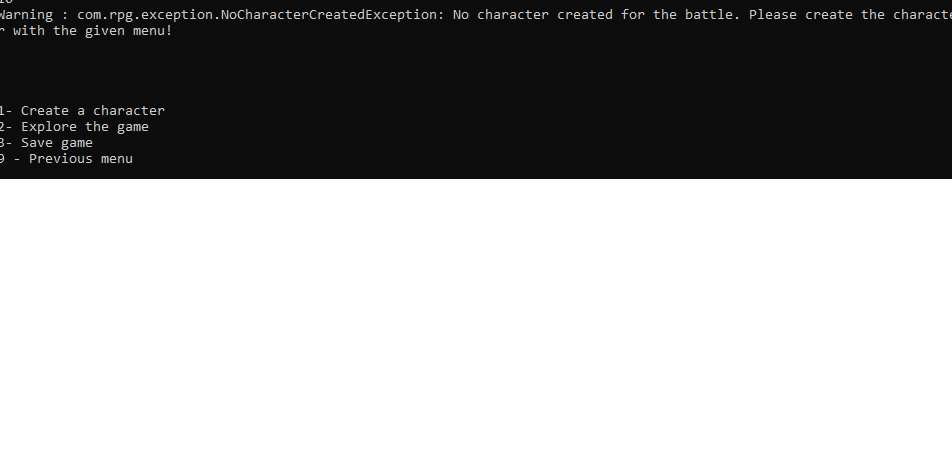 Warning : com.rpg.exception.NoCharacterCreatedException: No character created for the battle. Please create the characte
r with the given menu!
1- Create a character
2- Explore the game
3- Save game
9 - Previous menu